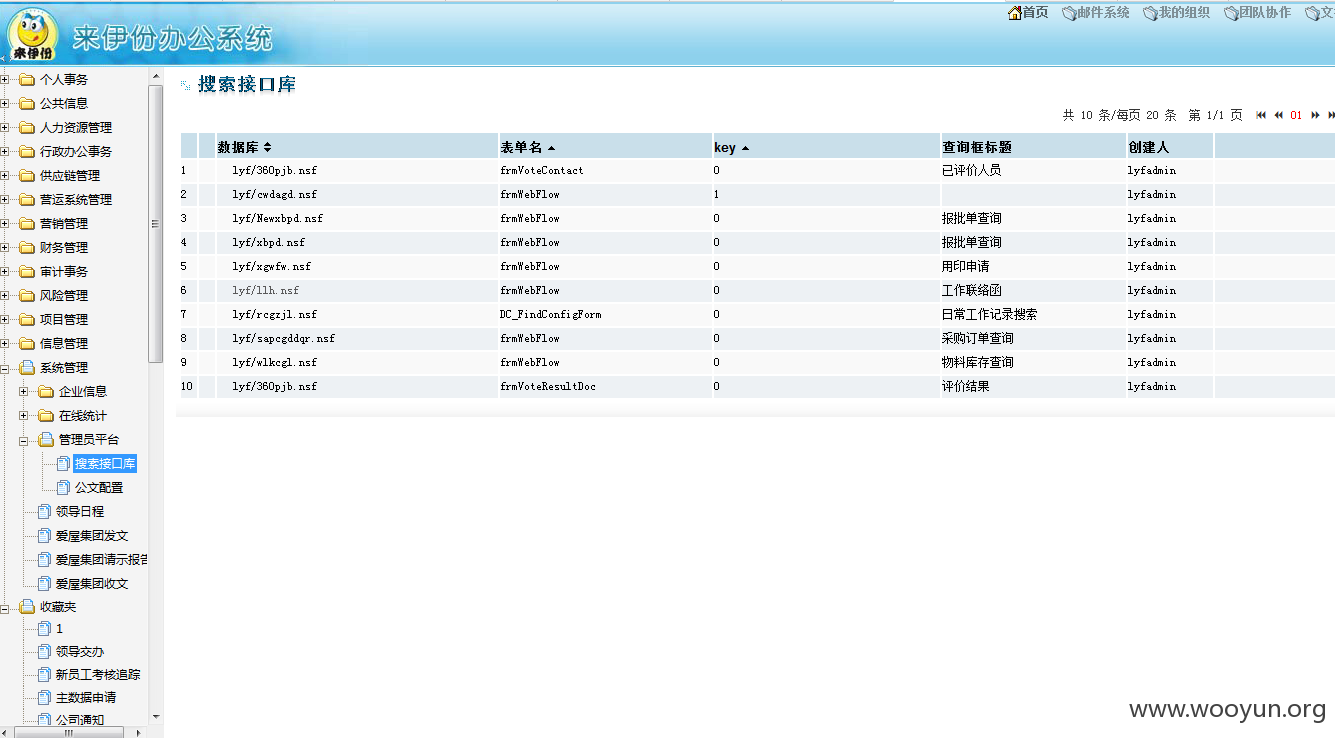 首页 邮件系统 我的组织 团队协作 文
来伊份
来伊份办公系统
个人事务
公共信息
人力资源管理
行政办公事务
供应链管理
营运系统管理
营销管理
财务管理
审计事务
风险管理
项目管理
信息管理
系统管理
企业信息
在线统计
管理员平台
搜索接口库
公文配置
领导日程
爱屋集团发文
爱屋集团请示报告
爱屋集团收文
收藏夹
1
领导交办
新员工考核追踪
主数据申请
公司通知
搜索接口库
共 10 条/每页 20 条 第 1/1 页 01
数据库 表单名 key 查询框标题 创建人
1 lyf/360pjb.nsf frmVoteContact 0 已评价人员 lyfadmin
2 lyf/cwdagd.nsf frmWebFlow 1 lyfadmin
3 lyf/Newxbpd.nsf frmWebFlow 0 报批单查询 lyfadmin
4 lyf/xbpd.nsf frmWebFlow 0 报批单查询 lyfadmin
5 lyf/xgwfw.nsf frmWebFlow 0 用印申请 lyfadmin
6 lyf/llh.nsf frmWebFlow 0 工作联络函 lyfadmin
7 lyf/rcgzjl.nsf DC_FindConfigForm 0 日常工作记录搜索 lyfadmin
8 lyf/sapcgddqr.nsf frmWebFlow 0 采购订单查询 lyfadmin
9 lyf/wlkcgl.nsf frmWebFlow 0 物料库存查询 lyfadmin
10 lyf/360pjb.nsf frmVoteResultDoc 0 评价结果 lyfadmin
www.wooyun.org